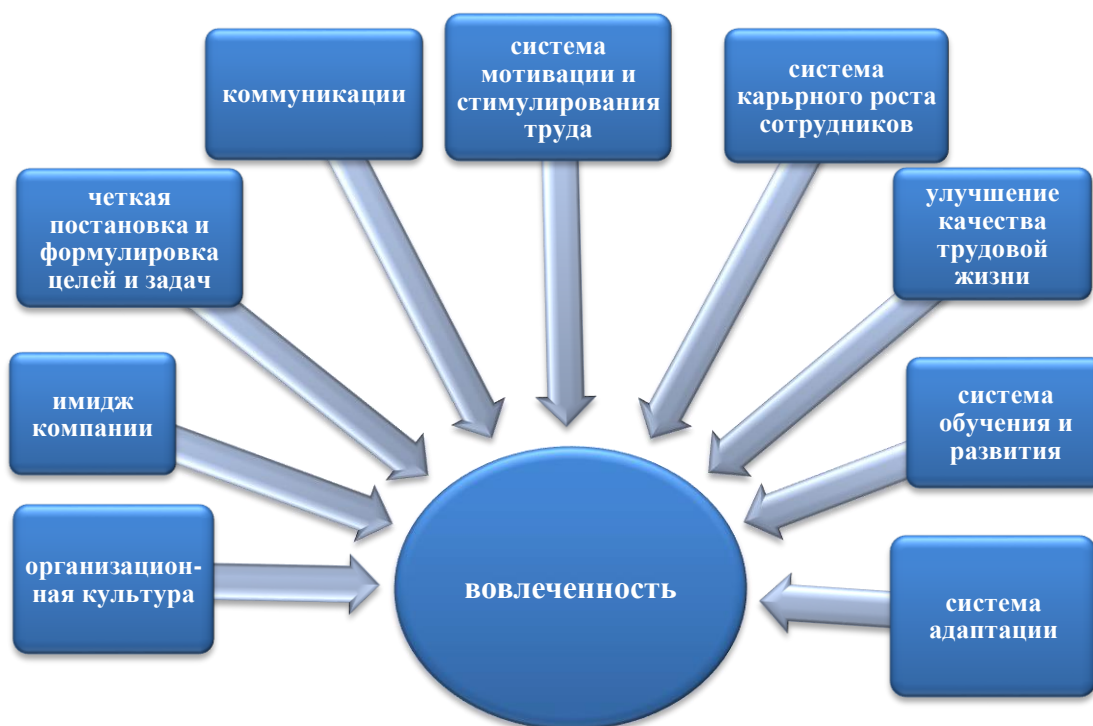 коммуникации
система
мотивации и
стимулирования
труда
система
карьрного роста
сотрудников
четкая
постановка и
формулировка
целей и задач
улучшение
качества
трудовой
жизни
имидж
компании
система
обучения и
развития
организацион-
ная культура
вовлеченность
система
адаптации